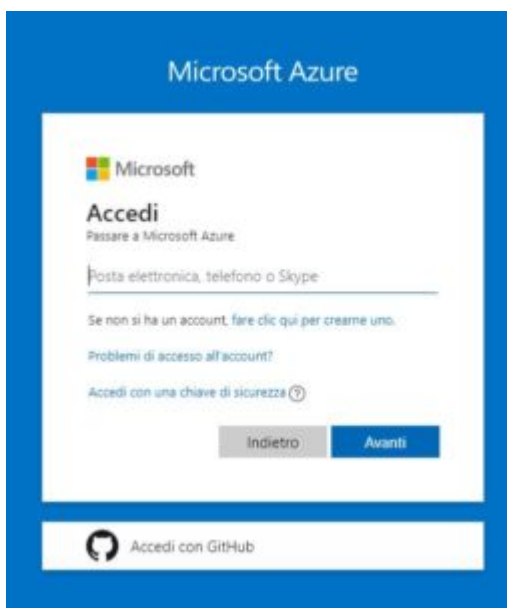 Microsoft Azure
Microsoft
Accedi
Passare a Microsoft Azure
Posta elettronica, telefono o Skype
Se non si ha un account, fare clic qui per crearne uno.
Problemi di accesso all'account?
Accedi con una chiave di sicurezza ?
Indietro
Avanti
Accedi con GitHub